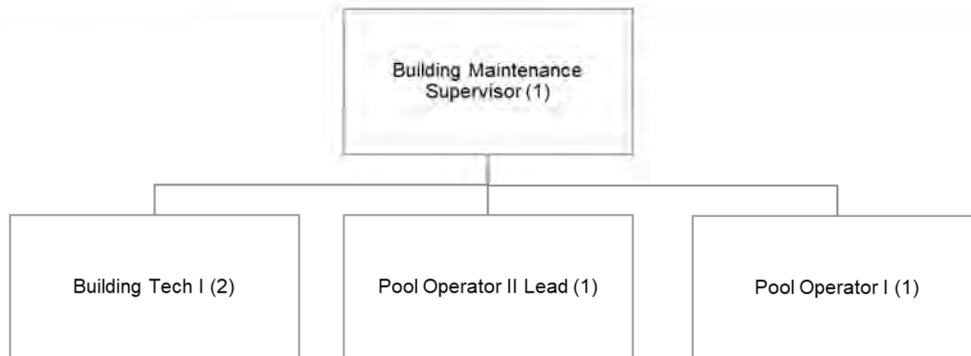 Building Maintenance
Supervisor (1)
Building Tech I (2)
Pool Operator II Lead (1)
Pool Operator I (1)